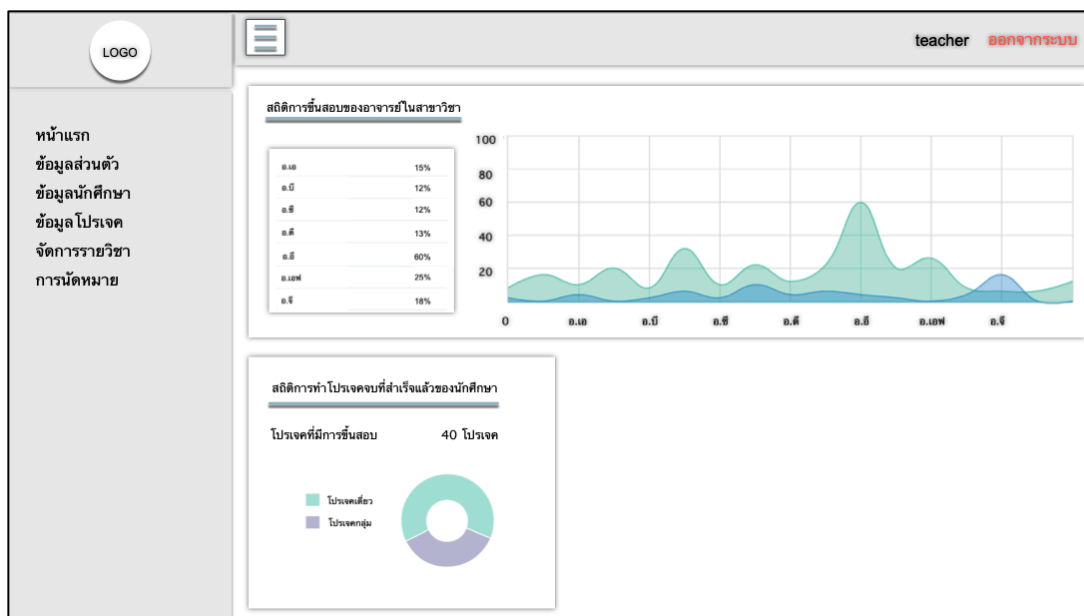 LOGO
teacher ออกจากระบบ
หน้าแรก
ข้อมูลส่วนตัว
ข้อมูลนักศึกษา
ข้อมูลโปรเจค
จัดการรายวิชา
การนัดหมาย
สถิติการขึ้นสอบของอาจารย์ในสาขาวิชา
อ.เอ 15%
อ.บี 12%
อ.ซี 12%
อ.ดี 13%
อ.อี 60%
อ.เอฟ 25%
อ.จี 18%
100
80
60
40
20
0 อ.เอ อ.บี อ.ซี อ.ดี อ.อี อ.เอฟ อ.จี
สถิติการทำโปรเจคจบที่สำเร็จแล้วของนักศึกษา
โปรเจคที่มีการขึ้นสอบ 40 โปรเจค
โปรเจคเดี่ยว
โปรเจคกลุ่ม